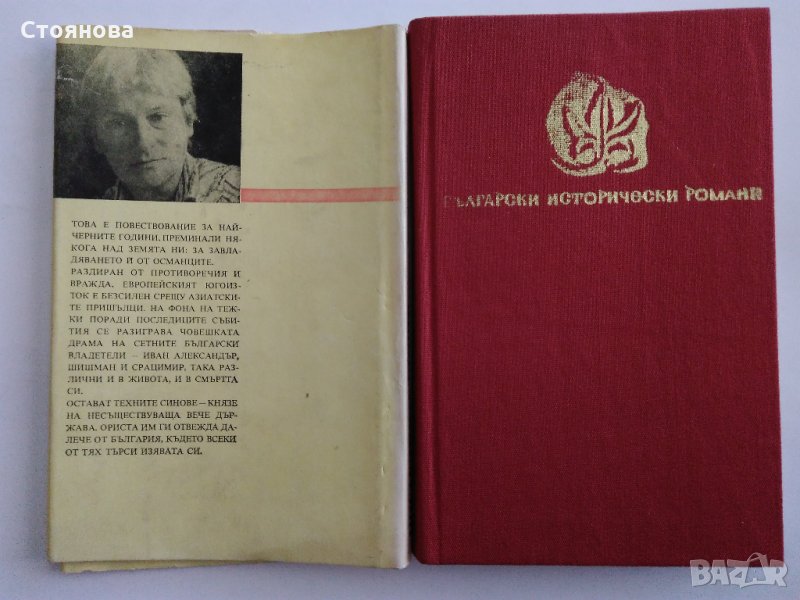 Стоянова
ТОВА Е ПОВЕСТВОВАНИЕ ЗА НАЙ-
ЧЕРНИТЕ ГОДИНИ, ПРЕМИНАЛИ НЯ-
КОГА НАД ЗЕМЯТА НИ: ЗА ЗАВЛА-
ДЯВАНЕТО Й ОТ ОСМАНЦИТЕ.
РАЗДИРАН ОТ ПРОТИВОРЕЧИЯ И
ВРАЖДА, ЕВРОПЕЙСКИЯТ ЮГОИЗ-
ТОК Е БЕЗСИЛЕН СРЕЩУ АЗИАТСКИ-
ТЕ ПРИШЪЛЦИ. НА ФОНА НА ТЕЖ-
КИ ПОРАДИ ПОСЛЕДИЦИТЕ СЪБИ-
ТИЯ СЕ РАЗИГРАВА ЧОВЕШКАТА
ДРАМА НА СЕТНИТЕ БЪЛГАРСКИ
ВЛАДЕТЕЛИ – ИВАН АЛЕКСАНДЪР,
ШИШМАН И СРАЦИМИР, ТАКА РАЗ-
ЛИЧНИ И В ЖИВОТА, И В СМЪРТТА
СИ.
ОСТАВАТ ТЕХНИТЕ СИНОВЕ – КНЯЗЕ
НА НЕСЪЩЕСТВУВАЩА ВЕЧЕ ДЪР-
ЖАВА. ОРИСТА ИМ ГИ ОТВЕЖДА ДА-
ЛЕЧЕ ОТ БЪЛГАРИЯ, КЪДЕТО ВСЕКИ
ОТ ТЯХ ТЪРСИ ИЗЯВАТА СИ.
БЪЛГАРСКИ ИСТОРИЧЕСКИ РОМАНИ
BAZAR